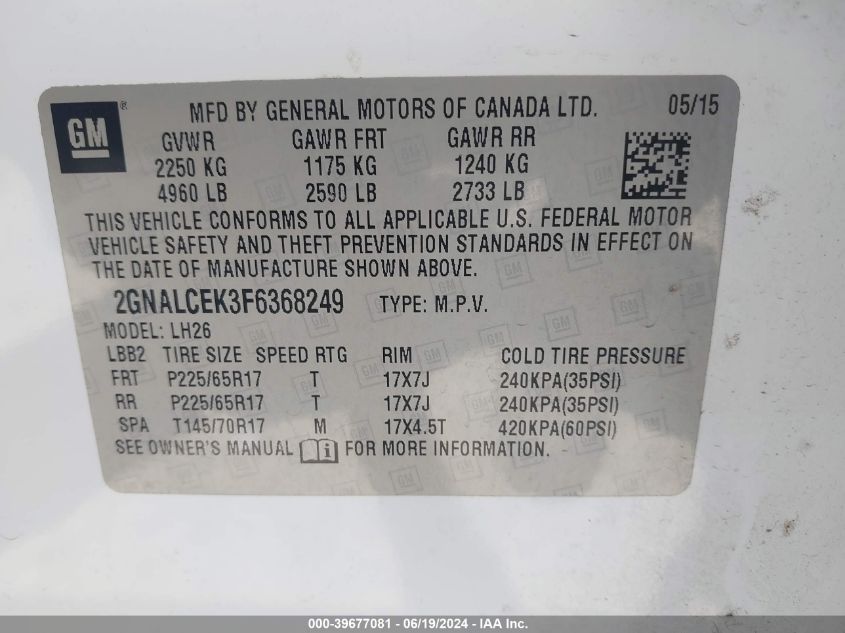 GM ® MFD BY GENERAL MOTORS OF CANADA LTD. 05/15
GVWR GAWR FRT GAWR RR
2250 KG 1175 KG 1240 KG
4960 LB 2590 LB 2733 LB
THIS VEHICLE CONFORMS TO ALL APPLICABLE U.S. FEDERAL MOTOR
VEHICLE SAFETY AND THEFT PREVENTION STANDARDS IN EFFECT ON
THE DATE OF MANUFACTURE SHOWN ABOVE.
2GNALCEK3F6368249 TYPE: M.P.V.
MODEL: LH26
LBB2 TIRE SIZE SPEED RTG RIM COLD TIRE PRESSURE
FRT P225/65R17 T 17X7J 240KPA(35PSI)
RR P225/65R17 T 17X7J 240KPA(35PSI)
SPA T145/70R17 M 17X4.5T 420KPA(60PSI)
SEE OWNER'S MANUAL i FOR MORE INFORMATION.
000-39677081 - 06/19/2024 - IAA Inc.